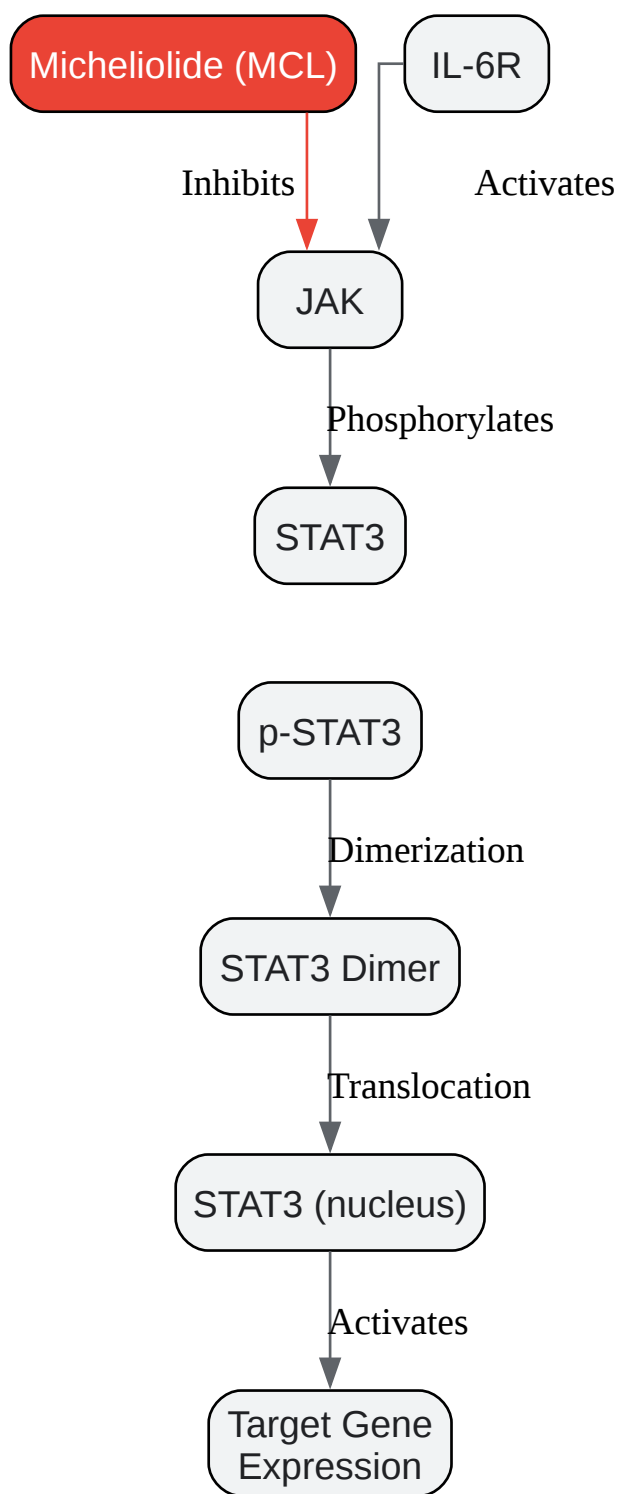 Micheliolide (MCL)
IL-6R
Inhibits
Activates
JAK
Phosphorylates
STAT3
p-STAT3
Dimerization
STAT3 Dimer
Translocation
STAT3 (nucleus)
Activates
Target Gene
Expression